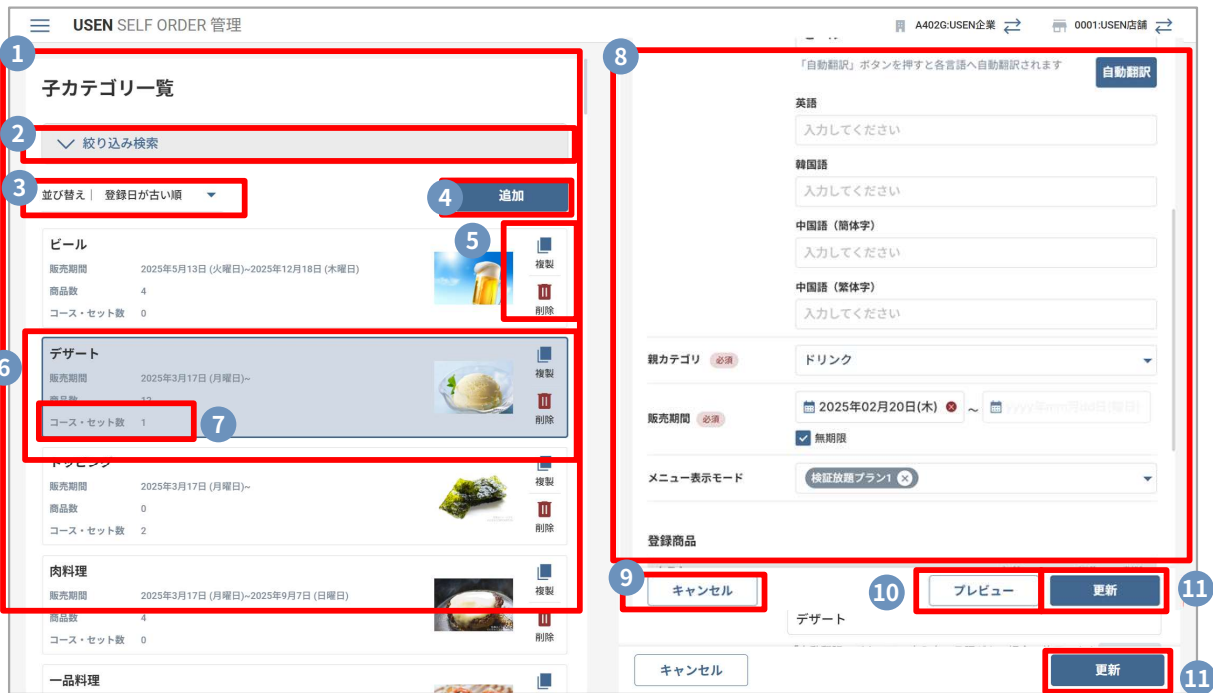 USEN SELF ORDER 管理
A402G:USEN企業
0001:USEN店舗
1
子カテゴリ一覧
2
絞り込み検索
3
並び替え | 登録日が古い順
4
追加
5
ビール
販売期間 2025年5月13日 (火曜日)~2025年12月18日 (木曜日)
商品数 4
コース・セット数 0
複製
削除
6
デザート
販売期間 2025年3月17日 (月曜日)~
商品数 12
コース・セット数 1
7
複製
削除
トッピング
販売期間 2025年3月17日 (月曜日)~
商品数 0
コース・セット数 2
複製
削除
肉料理
販売期間 2025年3月17日 (月曜日)~2025年9月7日 (日曜日)
商品数 4
コース・セット数 0
複製
削除
一品料理
8
「自動翻訳」ボタンを押すと各言語へ自動翻訳されます
自動翻訳
英語
入力してください
韓国語
入力してください
中国語（簡体字）
入力してください
中国語（繁体字）
入力してください
親カテゴリ 必須
ドリンク
販売期間 必須
2025年02月20日(木) ~
無期限
メニュー表示モード
検証放題プラン1
登録商品
9
キャンセル
10
プレビュー
更新
11
デザート
キャンセル
更新
11